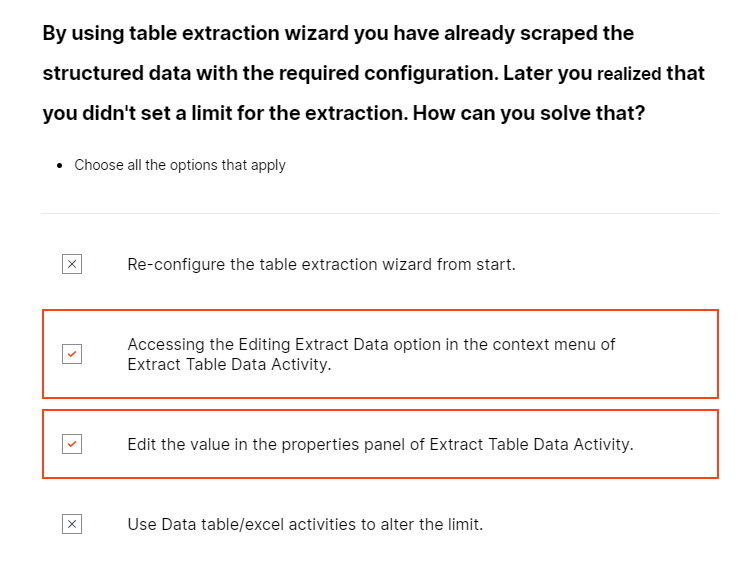 By using table extraction wizard you have already scraped the
structured data with the required configuration. Later you realized that
you didn't set a limit for the extraction. How can you solve that?
• Choose all the options that apply
Re-configure the table extraction wizard from start.
Accessing the Editing Extract Data option in the context menu of
Extract Table Data Activity.
Edit the value in the properties panel of Extract Table Data Activity.
Use Data table/excel activities to alter the limit.